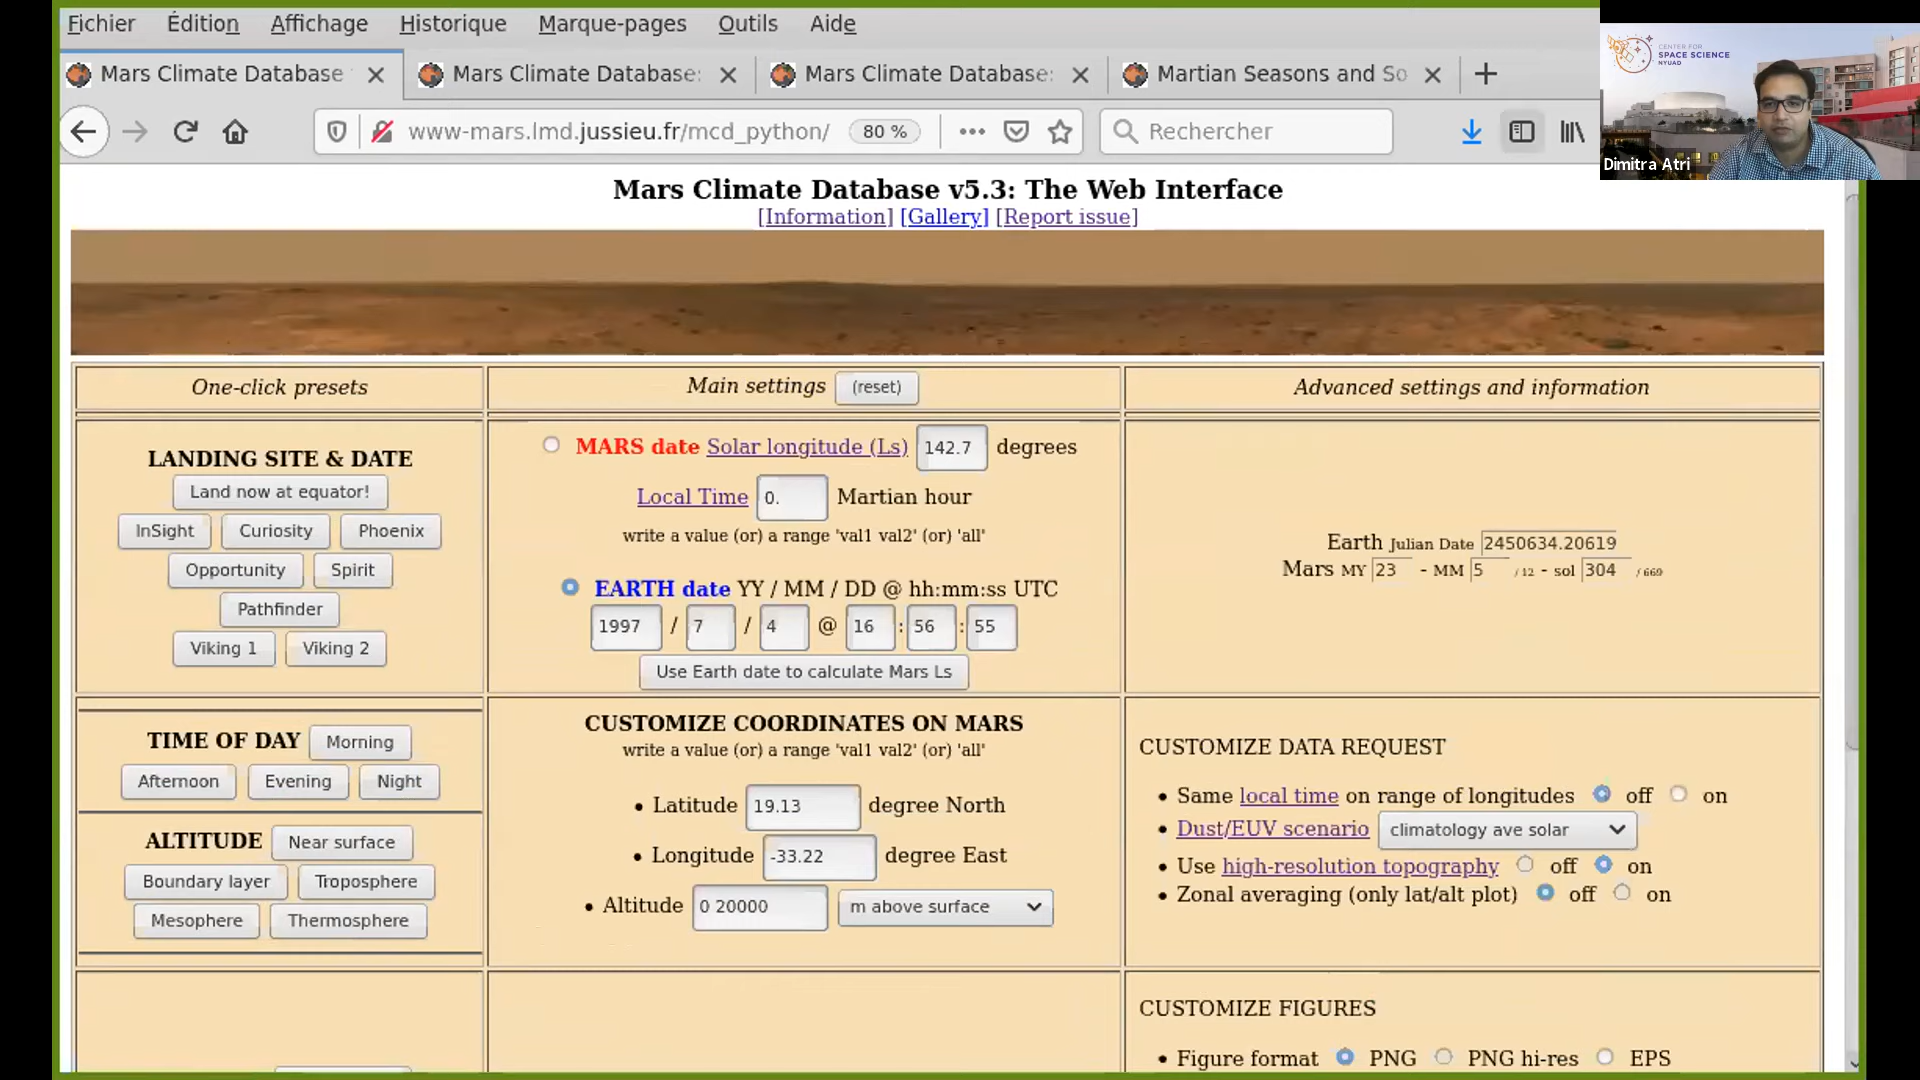 Fichier Édition Affichage Historique Marque-pages Outils Aide
Mars Climate Database
Mars Climate Database:
Mars Climate Database:
Martian Seasons and So
www-mars.lmd.jussieu.fr/mcd_python/ 80 % Rechercher
CENTER FOR
SPACE SCIENCE
NYUAD
Dimitra Atri
Mars Climate Database v5.3: The Web Interface
[Information] [Gallery] [Report issue]
One-click presets
Main settings (reset)
Advanced settings and information
LANDING SITE & DATE
Land now at equator!
InSight Curiosity Phoenix
Opportunity Spirit
Pathfinder
Viking 1 Viking 2
MARS date Solar longitude (Ls) 142.7 degrees
Local Time 0. Martian hour
write a value (or) a range 'val1 val2' (or) 'all'
EARTH date YY / MM / DD @ hh:mm:ss UTC
1997 / 7 / 4 @ 16 : 56 : 55
Use Earth date to calculate Mars Ls
Earth Julian Date 2450634.20619
Mars MY 23 - MM 5 / 12 - sol 304 / 669
TIME OF DAY Morning
Afternoon Evening Night
ALTITUDE Near surface
Boundary layer Troposphere
Mesophere Thermosphere
CUSTOMIZE COORDINATES ON MARS
write a value (or) a range 'val1 val2' (or) 'all'
• Latitude 19.13 degree North
• Longitude -33.22 degree East
• Altitude 0 20000 m above surface
CUSTOMIZE DATA REQUEST
• Same local time on range of longitudes off on
• Dust/EUV scenario climatology ave solar
• Use high-resolution topography off on
• Zonal averaging (only lat/alt plot) off on
CUSTOMIZE FIGURES
• Figure format PNG PNG hi-res EPS